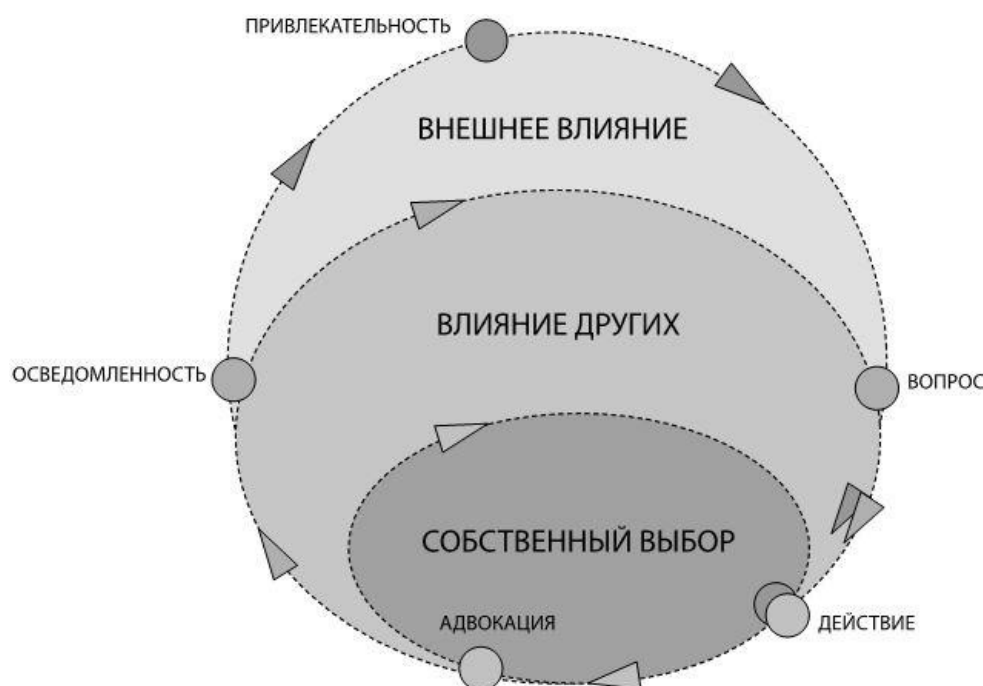 ПРИВЛЕКАТЕЛЬНОСТЬ
ВНЕШНЕЕ ВЛИЯНИЕ
ВЛИЯНИЕ ДРУГИХ
ОСВЕДОМЛЕННОСТЬ
ВОПРОС
СОБСТВЕННЫЙ ВЫБОР
АДВОКАЦИЯ
ДЕЙСТВИЕ